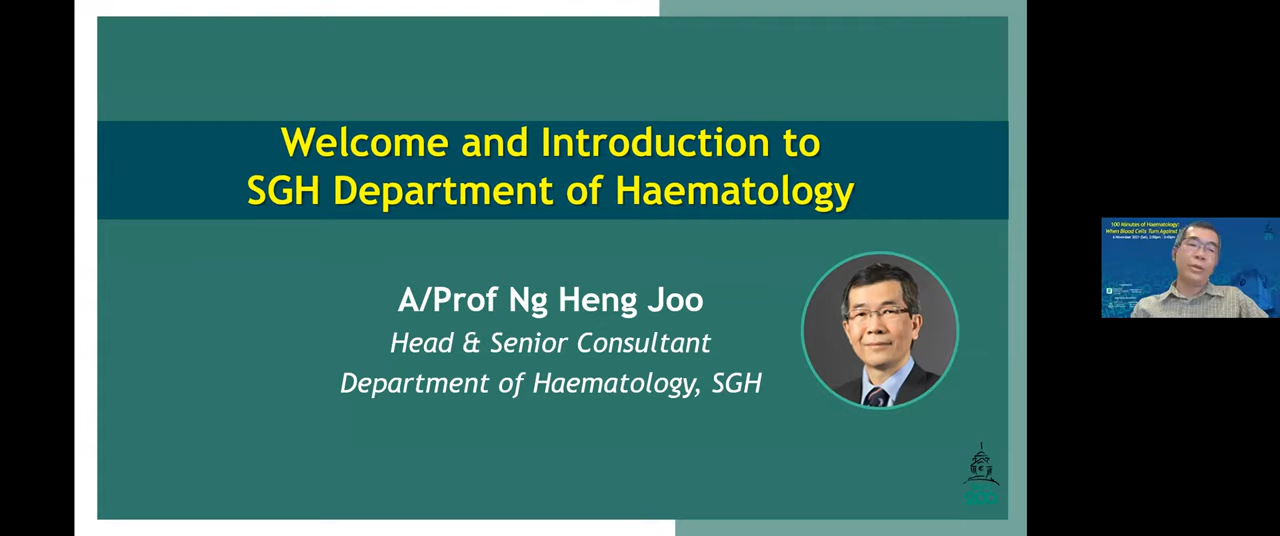 Welcome and Introduction to
SGH Department of Haematology
A/Prof Ng Heng Joo
Head & Senior Consultant
Department of Haematology, SGH
100 Minutes of Haematology:
When Blood Cells Turn Against